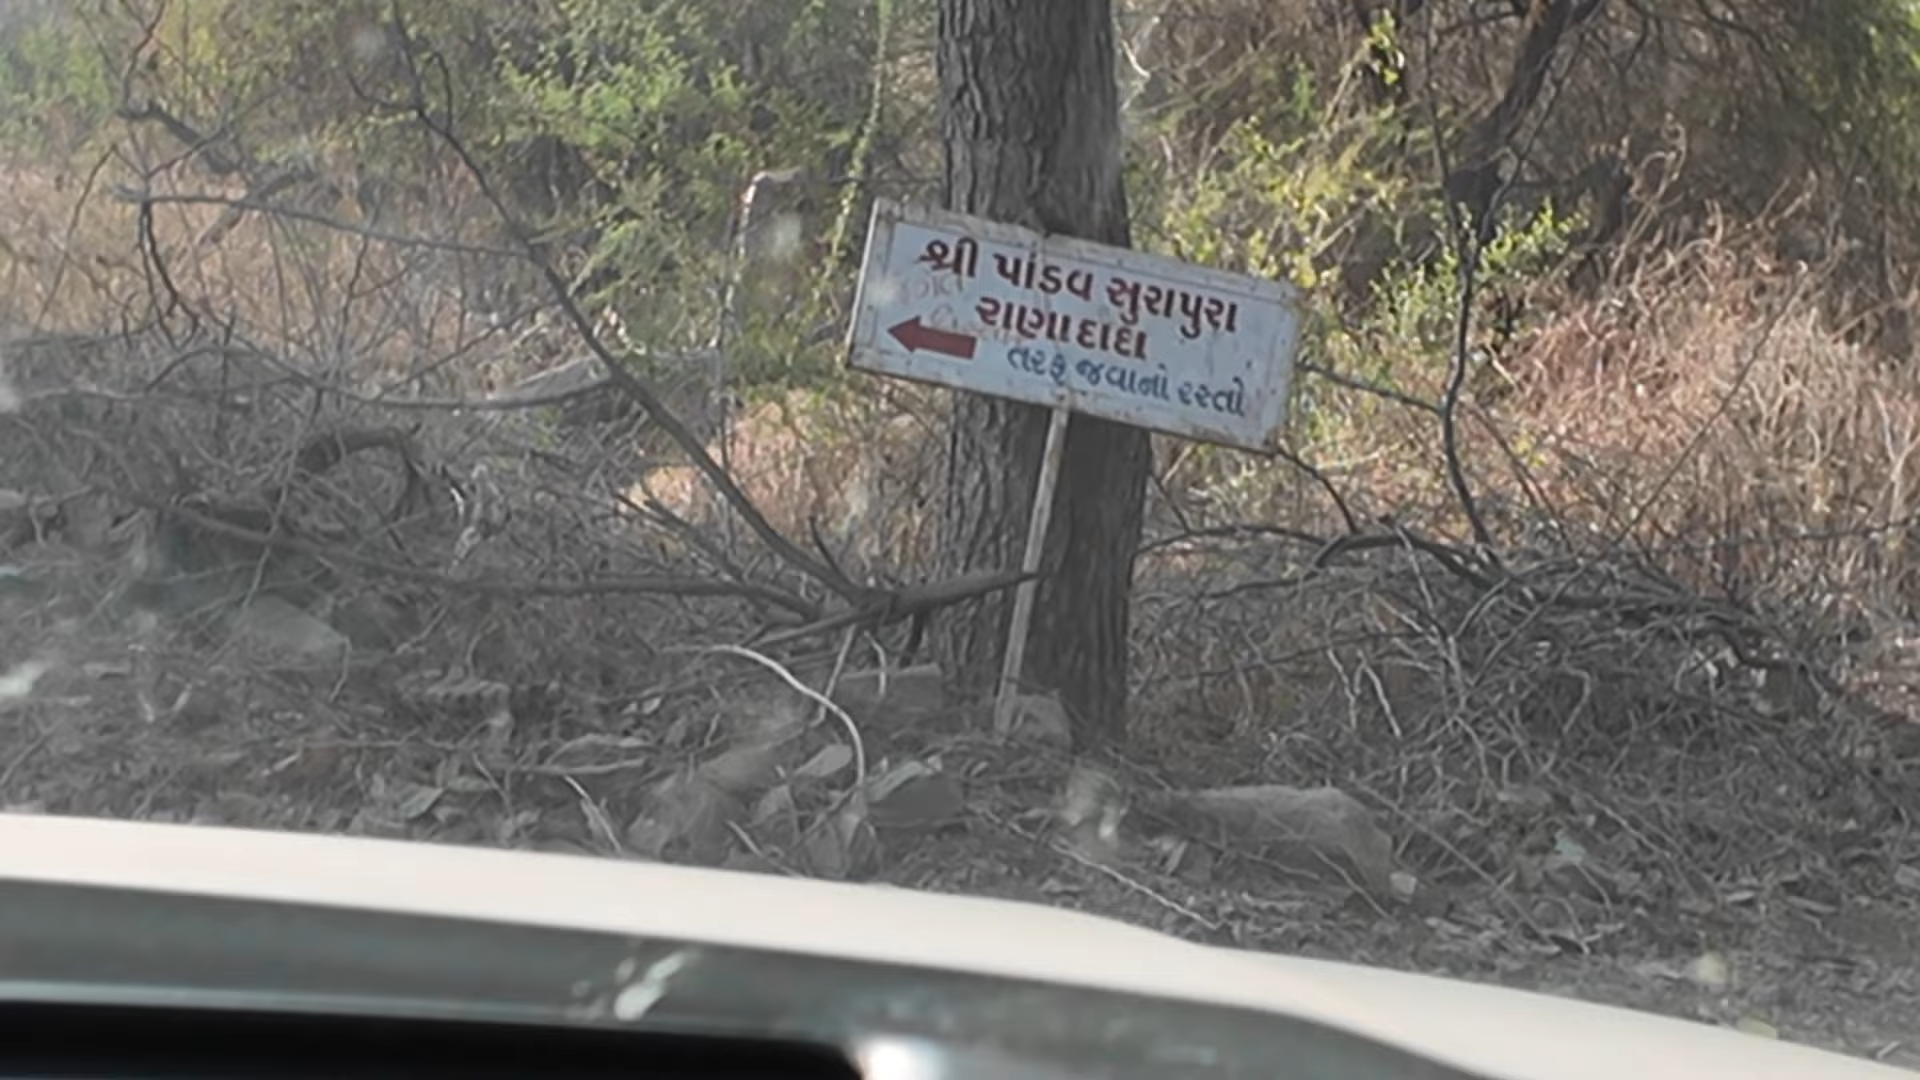 શ્રી પાંડવ સુરાપુરા
રાણા દાદા
તરફ જવાનો રસ્તો